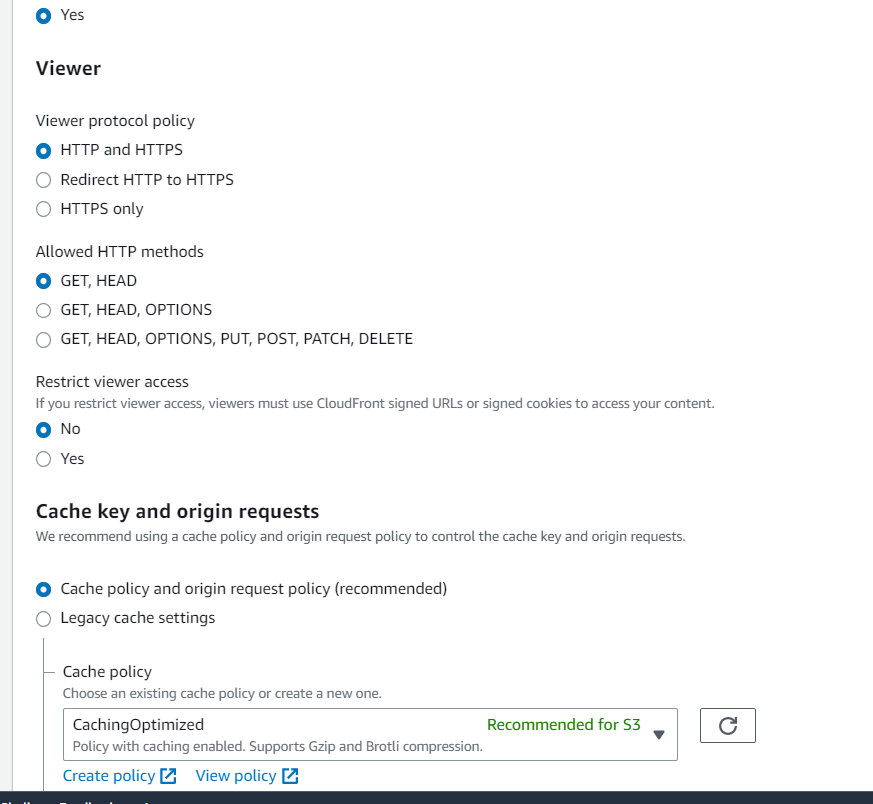 Yes
Viewer
Viewer protocol policy
HTTP and HTTPS
Redirect HTTP to HTTPS
HTTPS only
Allowed HTTP methods
GET, HEAD
GET, HEAD, OPTIONS
GET, HEAD, OPTIONS, PUT, POST, PATCH, DELETE
Restrict viewer access
If you restrict viewer access, viewers must use CloudFront signed URLs or signed cookies to access your content.
No
Yes
Cache key and origin requests
We recommend using a cache policy and origin request policy to control the cache key and origin requests.
Cache policy and origin request policy (recommended)
Legacy cache settings
Cache policy
Choose an existing cache policy or create a new one.
CachingOptimized Recommended for S3
Policy with caching enabled. Supports Gzip and Brotli compression.
Create policy View policy